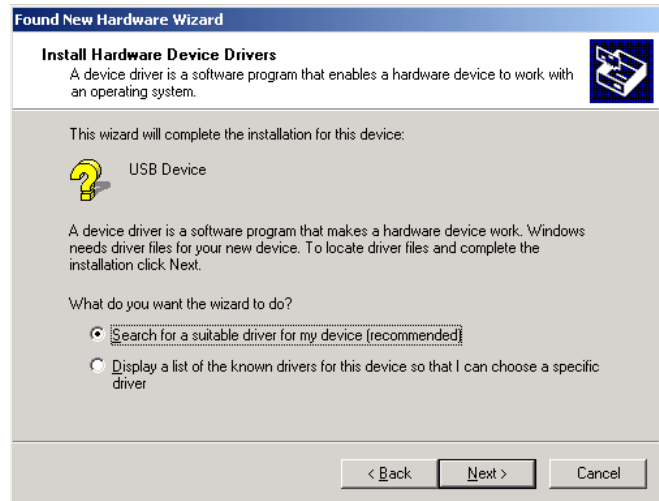 Found New Hardware Wizard
Install Hardware Device Drivers
A device driver is a software program that enables a hardware device to work with
an operating system.
This wizard will complete the installation for this device:
USB Device
A device driver is a software program that makes a hardware device work. Windows
needs driver files for your new device. To locate driver files and complete the
installation click Next.
What do you want the wizard to do?
Search for a suitable driver for my device (recommended)
Display a list of the known drivers for this device so that I can choose a specific
driver
< Back Next > Cancel